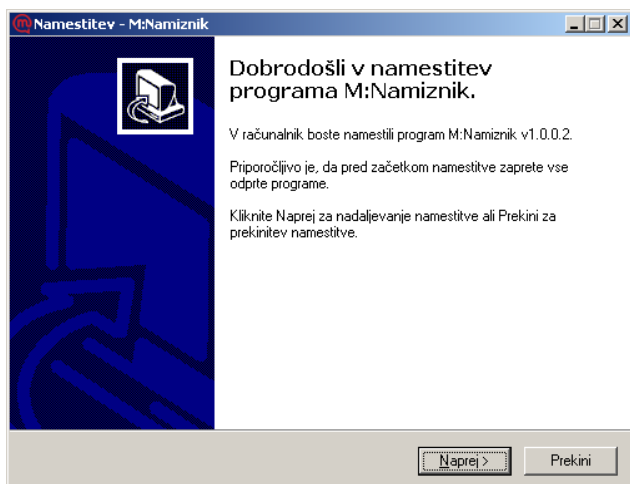 Namestitev - M:Namiznik
Dobrodošli v namestitev
programa M:Namiznik.
V računalnik boste namestili program M:Namiznik v1.0.0.2.
Priporočljivo je, da pred začetkom namestitve zaprete vse
odprte programe.
Kliknite Naprej za nadaljevanje namestitve ali Prekini za
prekinitev namestitve.
Naprej >
Prekini